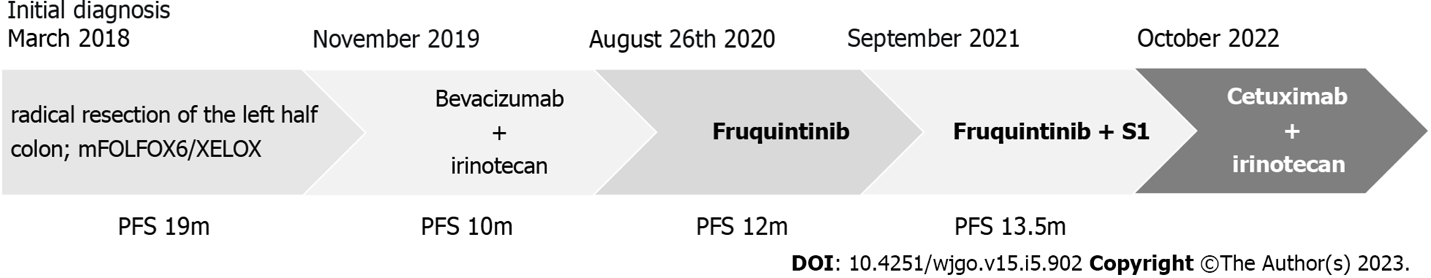 Initial diagnosis
March 2018
November 2019
August 26th 2020
September 2021
October 2022
radical resection of the left half
colon; mFOLFOX6/XELOX
Bevacizumab
+
irinotecan
Fruquintinib
Fruquintinib + S1
Cetuximab
+
irinotecan
PFS 19m
PFS 10m
PFS 12m
PFS 13.5m
DOI: 10.4251/wjgo.v15.i5.902 Copyright ©The Author(s) 2023.